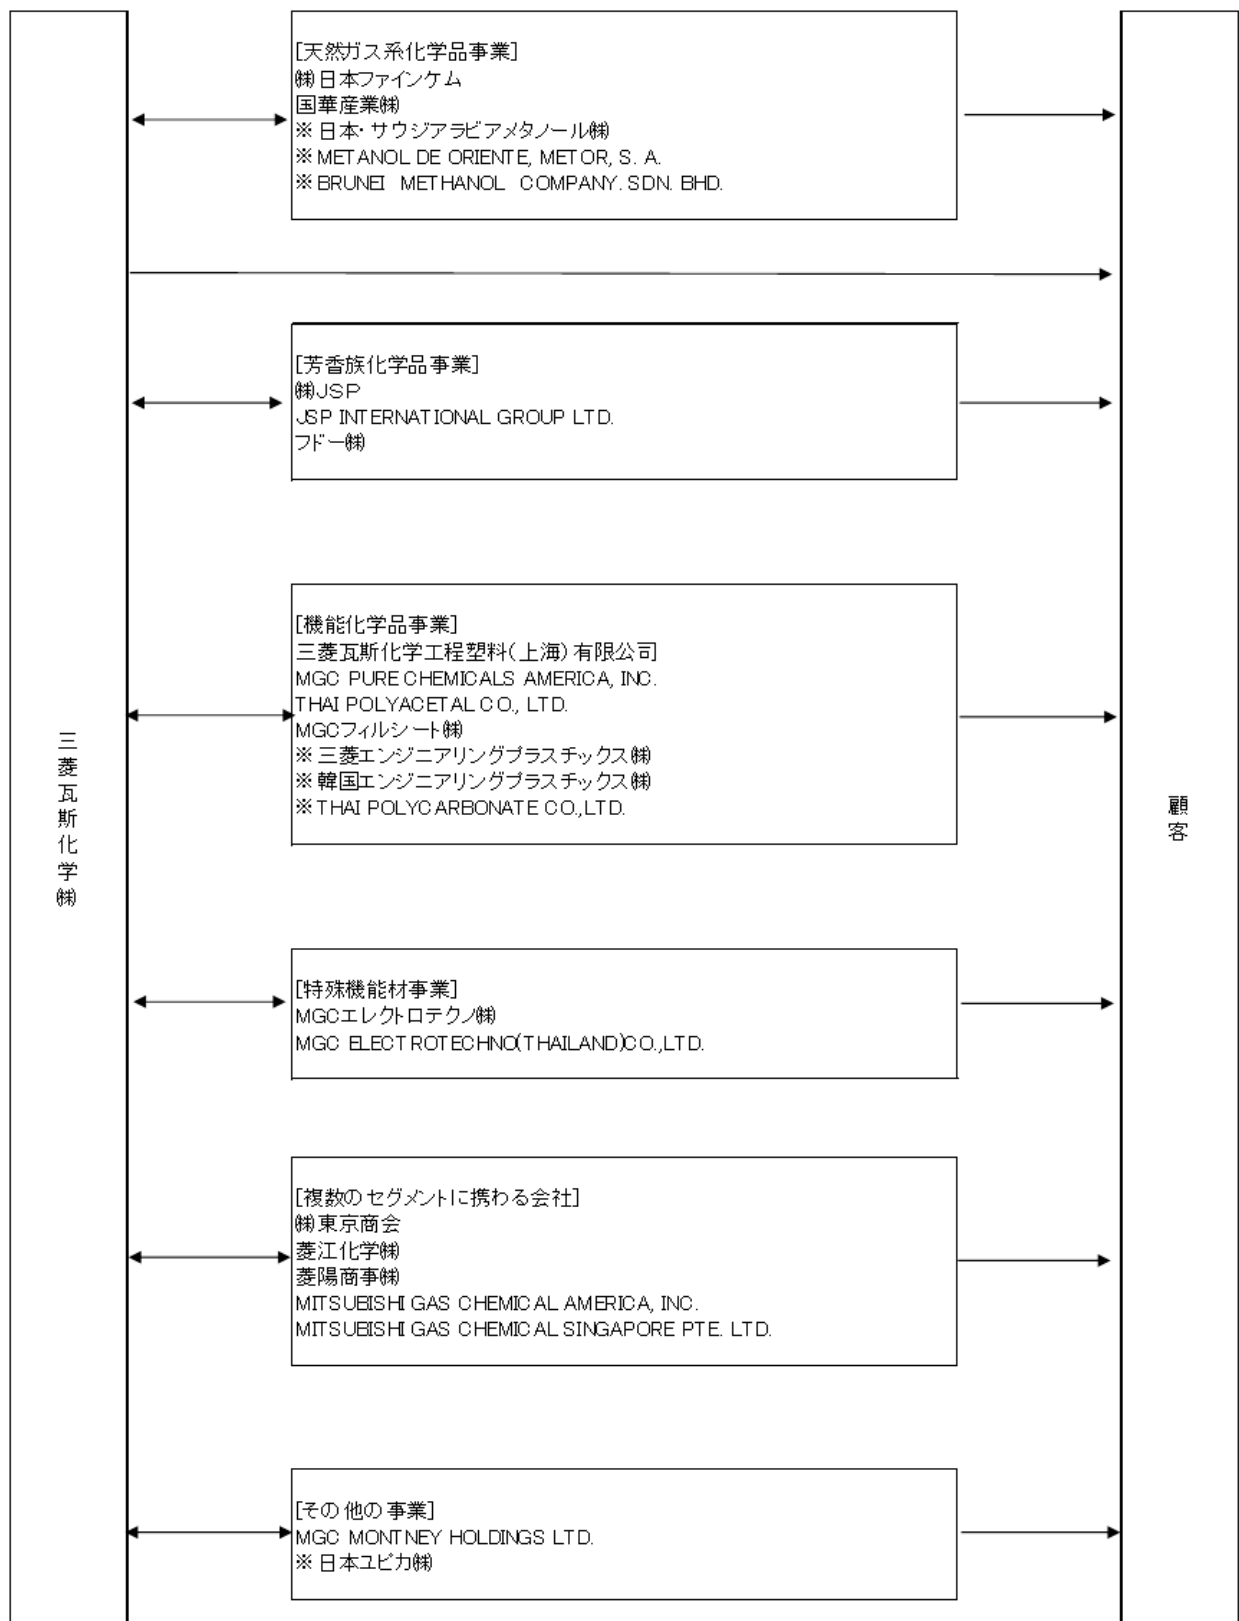 三菱瓦斯化学㈱
[天然ガス系化学品事業]
㈱日本ファインケム
国華産業㈱
※日本・サウジアラビアメタノール㈱
※METANOL DE ORIENTE, METOR, S. A.
※BRUNEI METHANOL COMPANY. SDN. BHD.
[芳香族化学品事業]
㈱JSP
JSP INTERNATIONAL GROUP LTD.
フドー㈱
[機能化学品事業]
三菱瓦斯化学工程塑料(上海)有限公司
MGC PURE CHEMICALS AMERICA, INC.
THAI POLYACETAL CO., LTD.
MGCフィルシート㈱
※三菱エンジニアリングプラスチックス㈱
※韓国エンジニアリングプラスチックス㈱
※THAI POLYCARBONATE CO.,LTD.
[特殊機能材事業]
MGCエレクトロテクノ㈱
MGC ELECTROTECHNO(THAILAND)CO.,LTD.
[複数のセグメントに携わる会社]
㈱東京商会
菱江化学㈱
菱陽商事㈱
MITSUBISHI GAS CHEMICAL AMERICA, INC.
MITSUBISHI GAS CHEMICAL SINGAPORE PTE. LTD.
[その他の事業]
MGC MONTNEY HOLDINGS LTD.
※日本ユピカ㈱
顧客